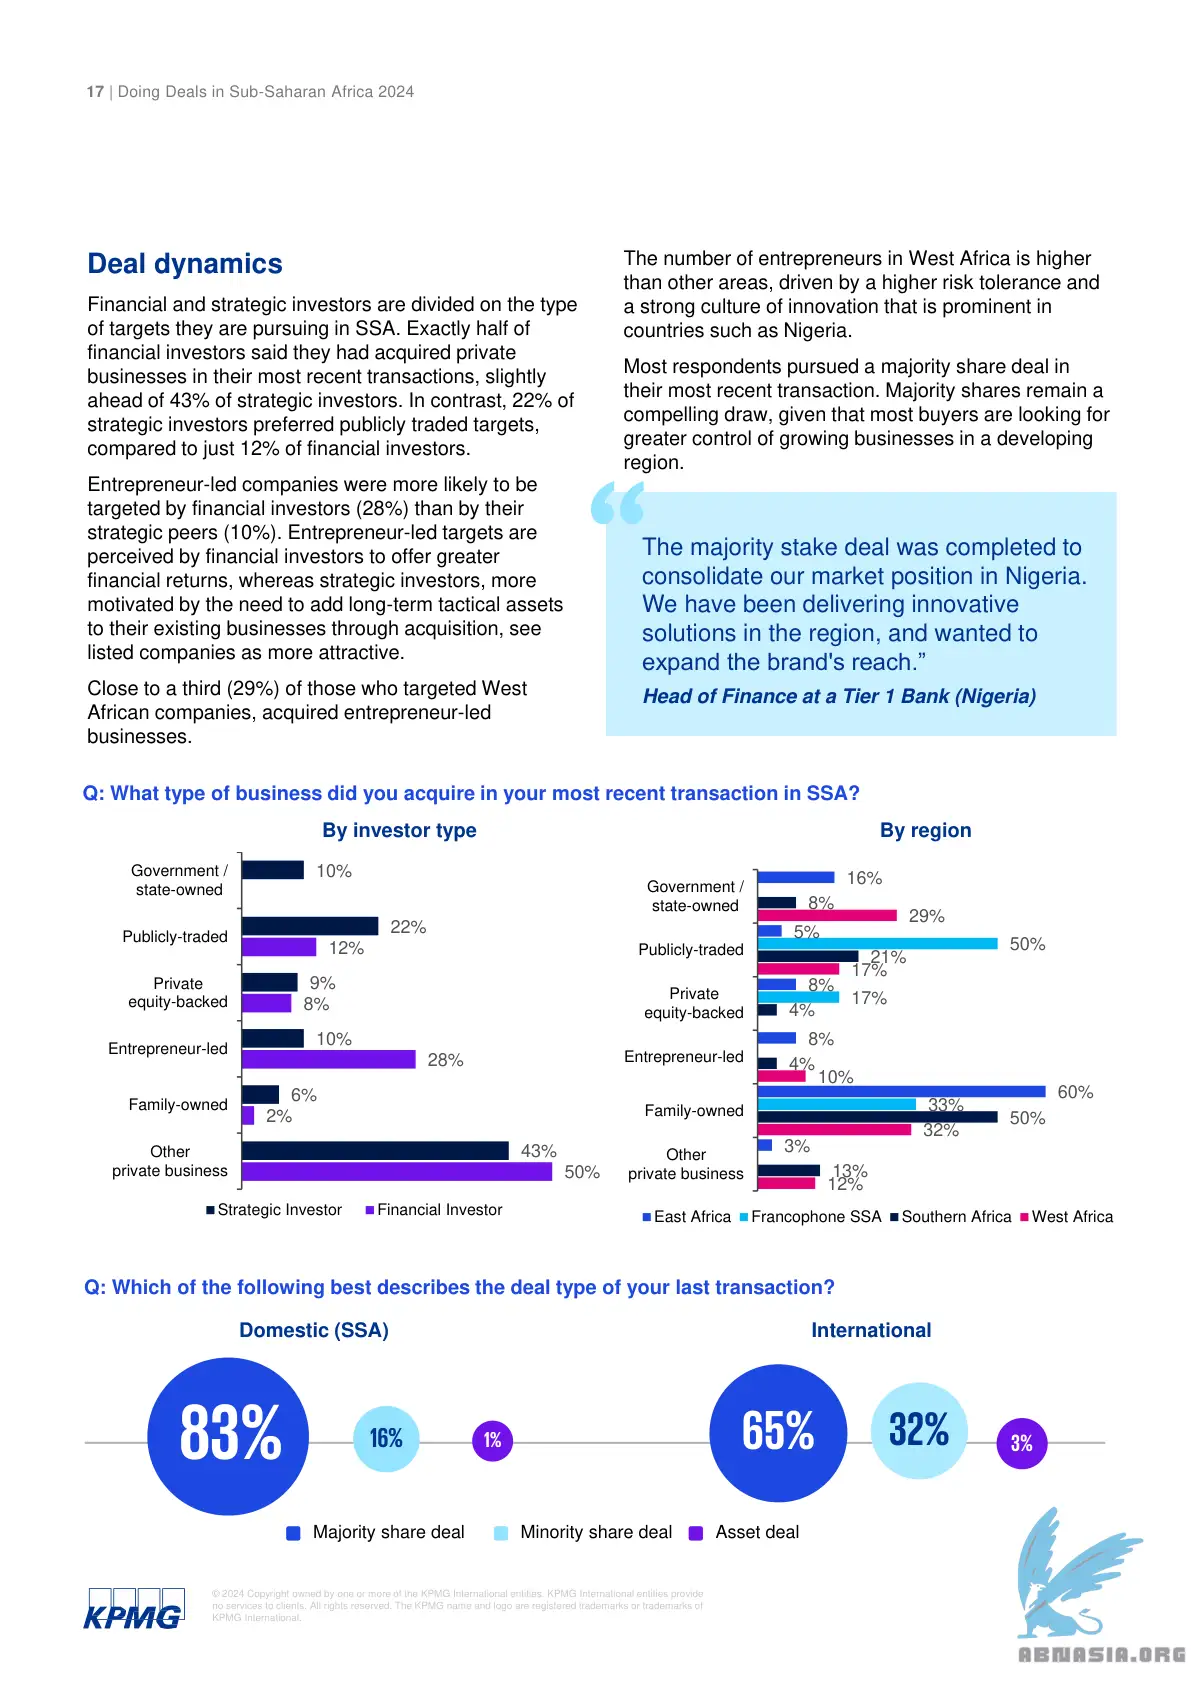 17 | Doing Deals in Sub-Saharan Africa 2024
Deal dynamics
Financial and strategic investors are divided on the type
of targets they are pursuing in SSA. Exactly half of
financial investors said they had acquired private
businesses in their most recent transactions, slightly
ahead of 43% of strategic investors. In contrast, 22% of
strategic investors preferred publicly traded targets,
compared to just 12% of financial investors.
Entrepreneur-led companies were more likely to be
targeted by financial investors (28%) than by their
strategic peers (10%). Entrepreneur-led targets are
perceived by financial investors to offer greater
financial returns, whereas strategic investors, more
motivated by the need to add long-term tactical assets
to their existing businesses through acquisition, see
listed companies as more attractive.
Close to a third (29%) of those who targeted West
African companies, acquired entrepreneur-led
businesses.
The number of entrepreneurs in West Africa is higher
than other areas, driven by a higher risk tolerance and
a strong culture of innovation that is prominent in
countries such as Nigeria.
Most respondents pursued a majority share deal in
their most recent transaction. Majority shares remain a
compelling draw, given that most buyers are looking for
greater control of growing businesses in a developing
region.
“
The majority stake deal was completed to
consolidate our market position in Nigeria.
We have been delivering innovative
solutions in the region, and wanted to
expand the brand's reach.”
Head of Finance at a Tier 1 Bank (Nigeria)
Q: What type of business did you acquire in your most recent transaction in SSA?
By investor type
Government /
state-owned
10%
Publicly-traded
22%
12%
Private
equity-backed
9%
8%
Entrepreneur-led
10%
28%
Family-owned
6%
2%
Other
private business
43%
50%
Strategic Investor
Financial Investor
By region
Government /
state-owned
16%
8%
29%
Publicly-traded
5%
50%
21%
17%
Private
equity-backed
8%
17%
4%
Entrepreneur-led
8%
4%
10%
Family-owned
60%
33%
50%
32%
Other
private business
3%
13%
12%
East Africa
Francophone SSA
Southern Africa
West Africa
Q: Which of the following best describes the deal type of your last transaction?
Domestic (SSA)
83%
16%
1%
International
65%
32%
3%
Majority share deal
Minority share deal
Asset deal
KPMG
© 2024 Copyright owned by one or more of the KPMG International entities. KPMG International entities provide
no services to clients. All rights reserved. The KPMG name and logo are registered trademarks or trademarks of
KPMG International.
ABNASIA.ORG